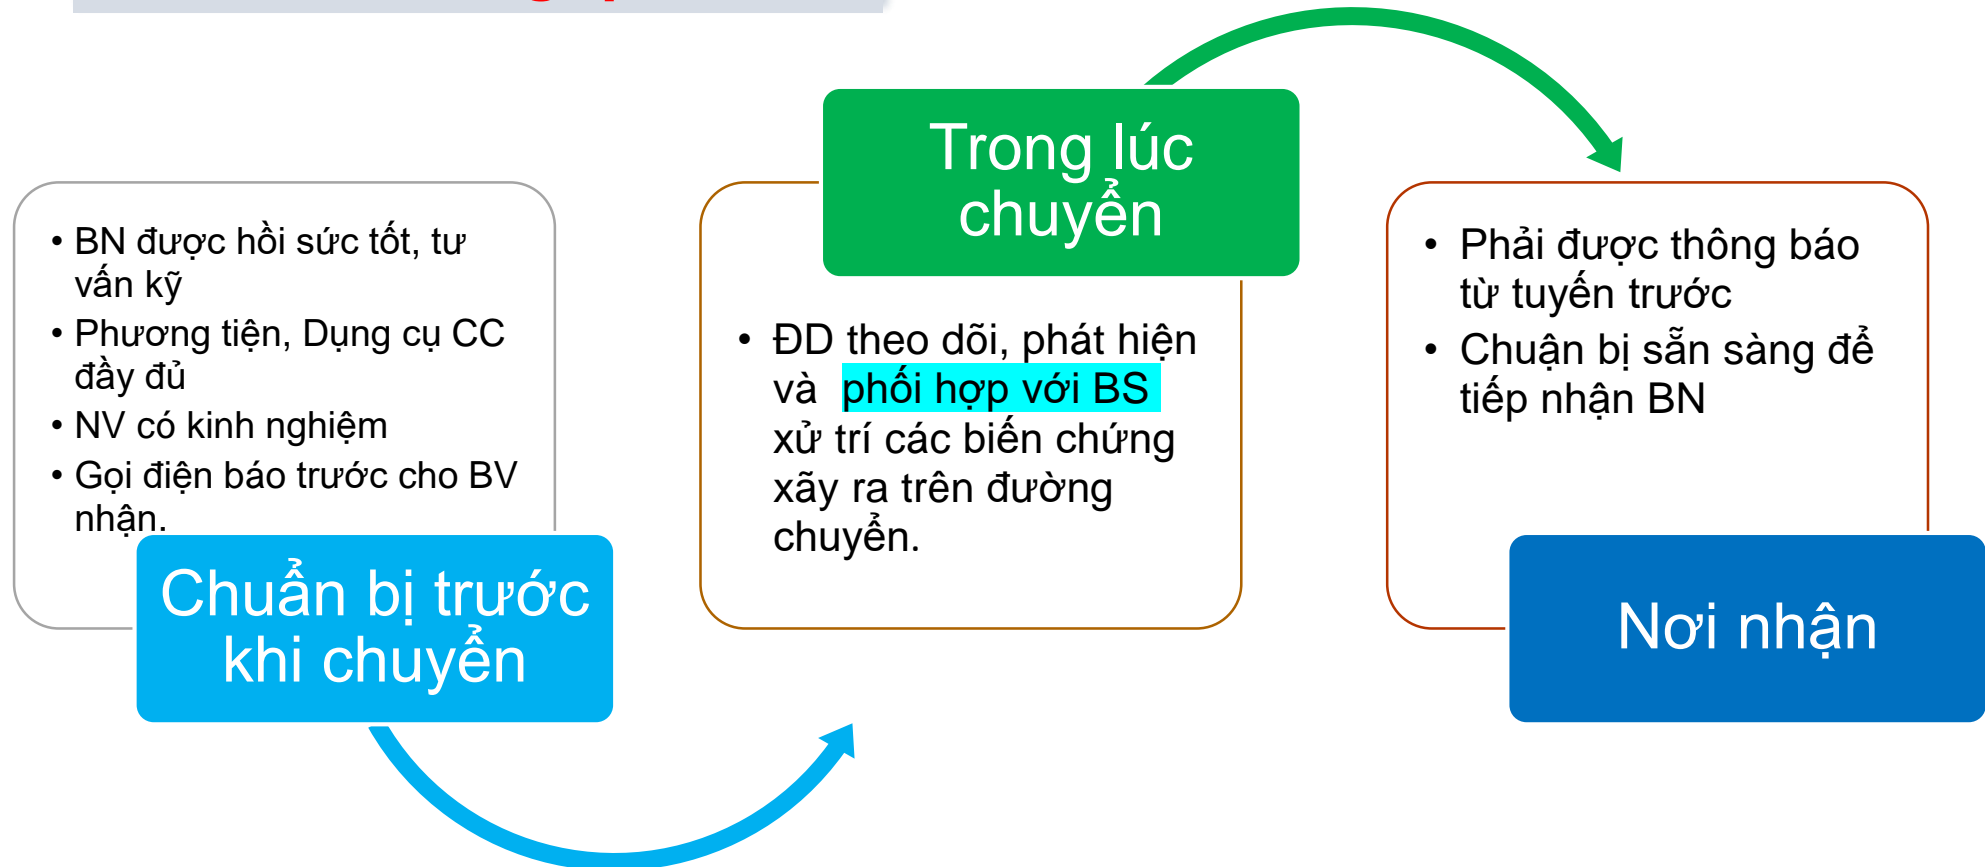 • BN được hồi sức tốt, tư
vấn kỹ
• Phương tiện, Dụng cụ CC
đầy đủ
• NV có kinh nghiệm
• Gọi điện báo trước cho BV
nhận.
Chuẩn bị trước
khi chuyển
Trong lúc
chuyển
• ĐD theo dõi, phát hiện
và phối hợp với BS
xử trí các biến chứng
xãy ra trên đường
chuyển.
• Phải được thông báo
từ tuyến trước
• Chuận bị sẵn sàng để
tiếp nhận BN
Nơi nhận